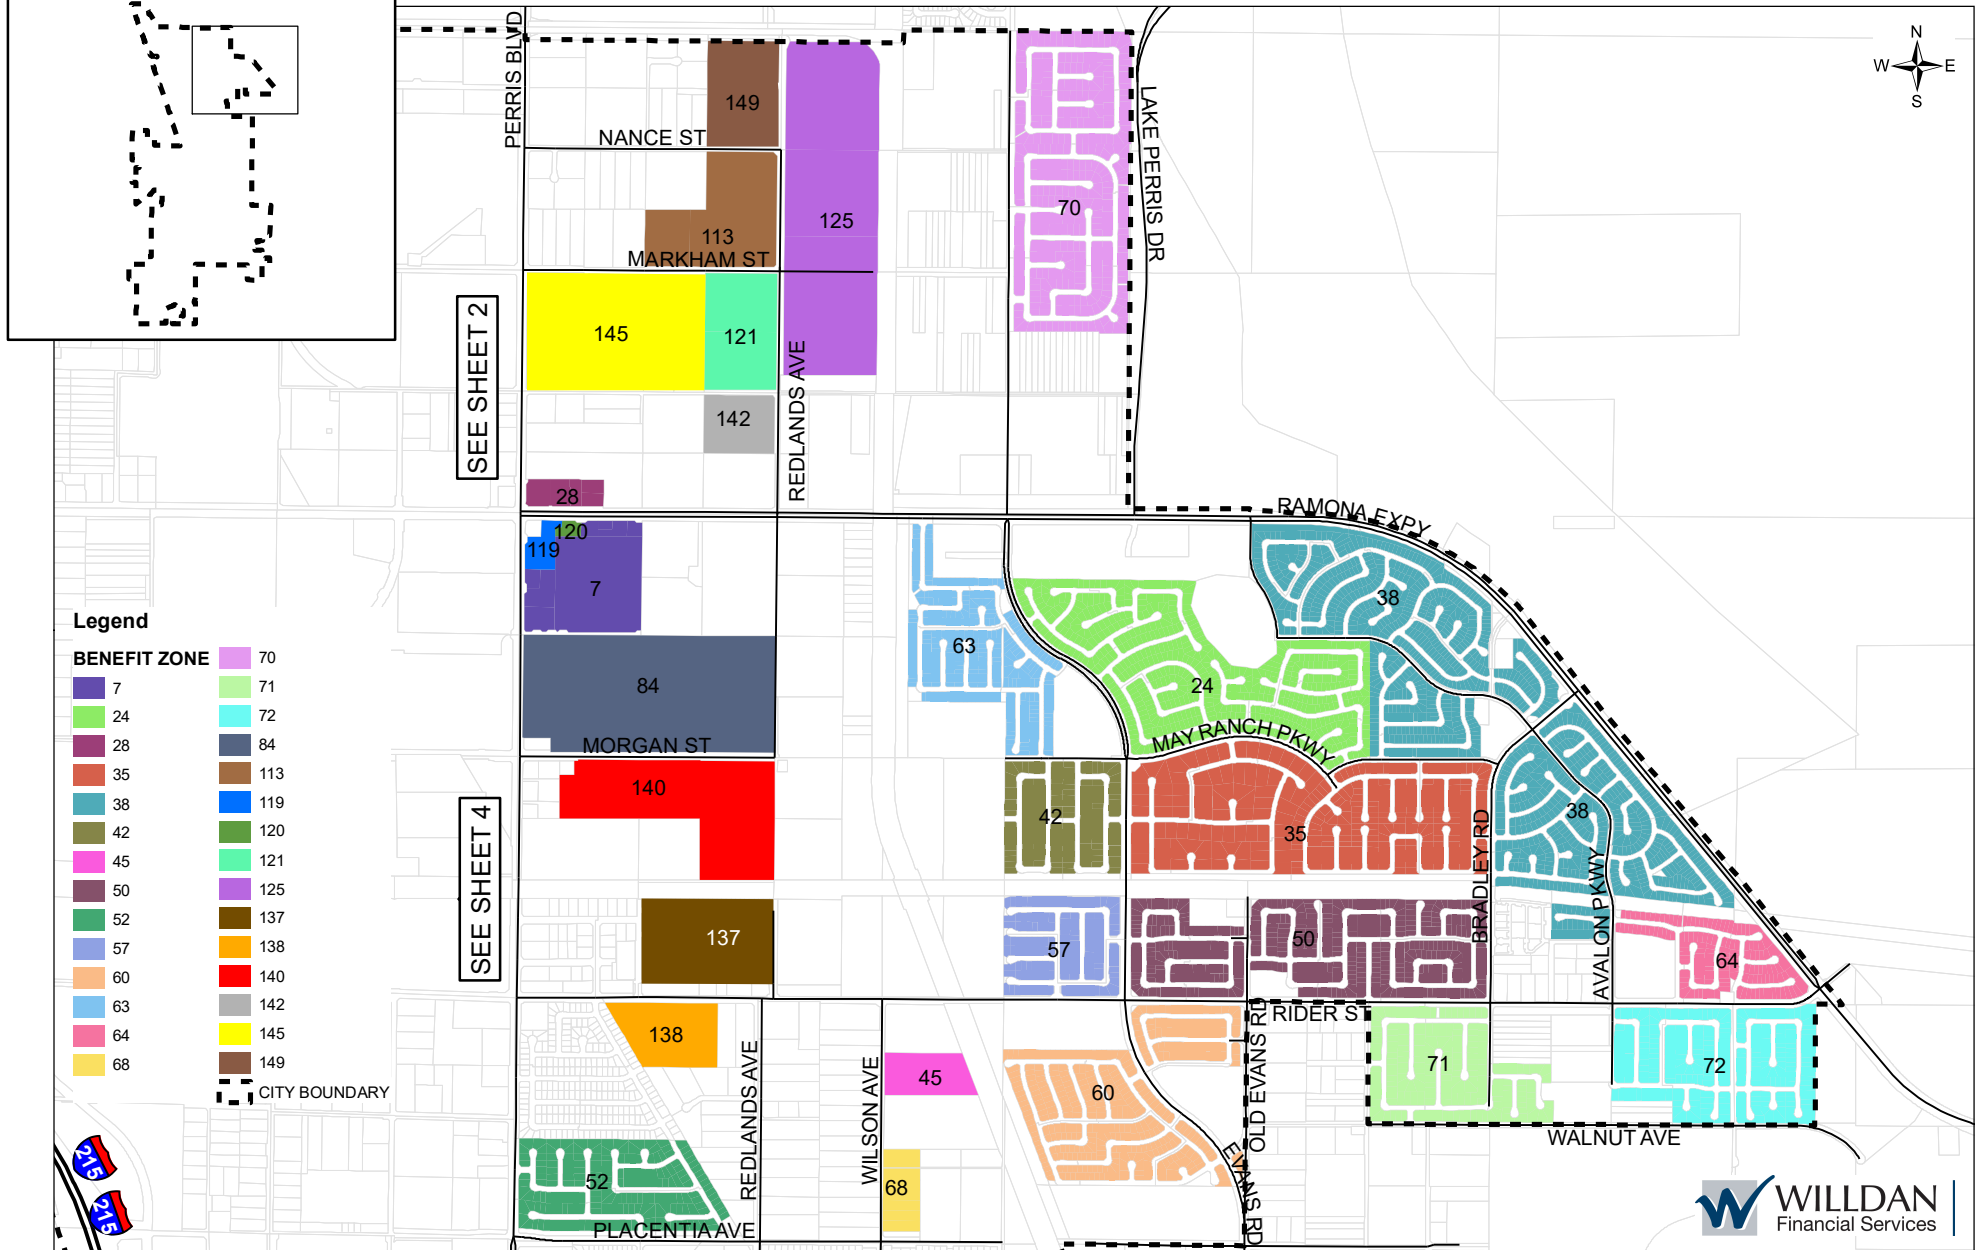 PERRIS BLVD
N
W E
S
149
NANCE ST
LAKE PERRIS DR
125
70
113
MARKHAM ST
SEE SHEET 2
145
121
REDLANDS AVE
142
28
RAMONA EXPY
120
119
7
38
63
24
84
MORGAN ST
MAY RANCH PKWY
140
42
35
38
BRADLEY RD
AVALON PKWY
SEE SHEET 4
137
57
50
64
RIDER ST
138
REDLANDS AVE
WILSON AVE
45
60
OLD EVANS RD
EVANS RD
71
72
WALNUT AVE
52
68
PLACENTIA AVE
Legend
BENEFIT ZONE
7
24
28
35
38
42
45
50
52
57
60
63
64
68
70
71
72
84
113
119
120
121
125
137
138
140
142
145
149
CITY BOUNDARY
215
215
WILLDAN
Financial Services